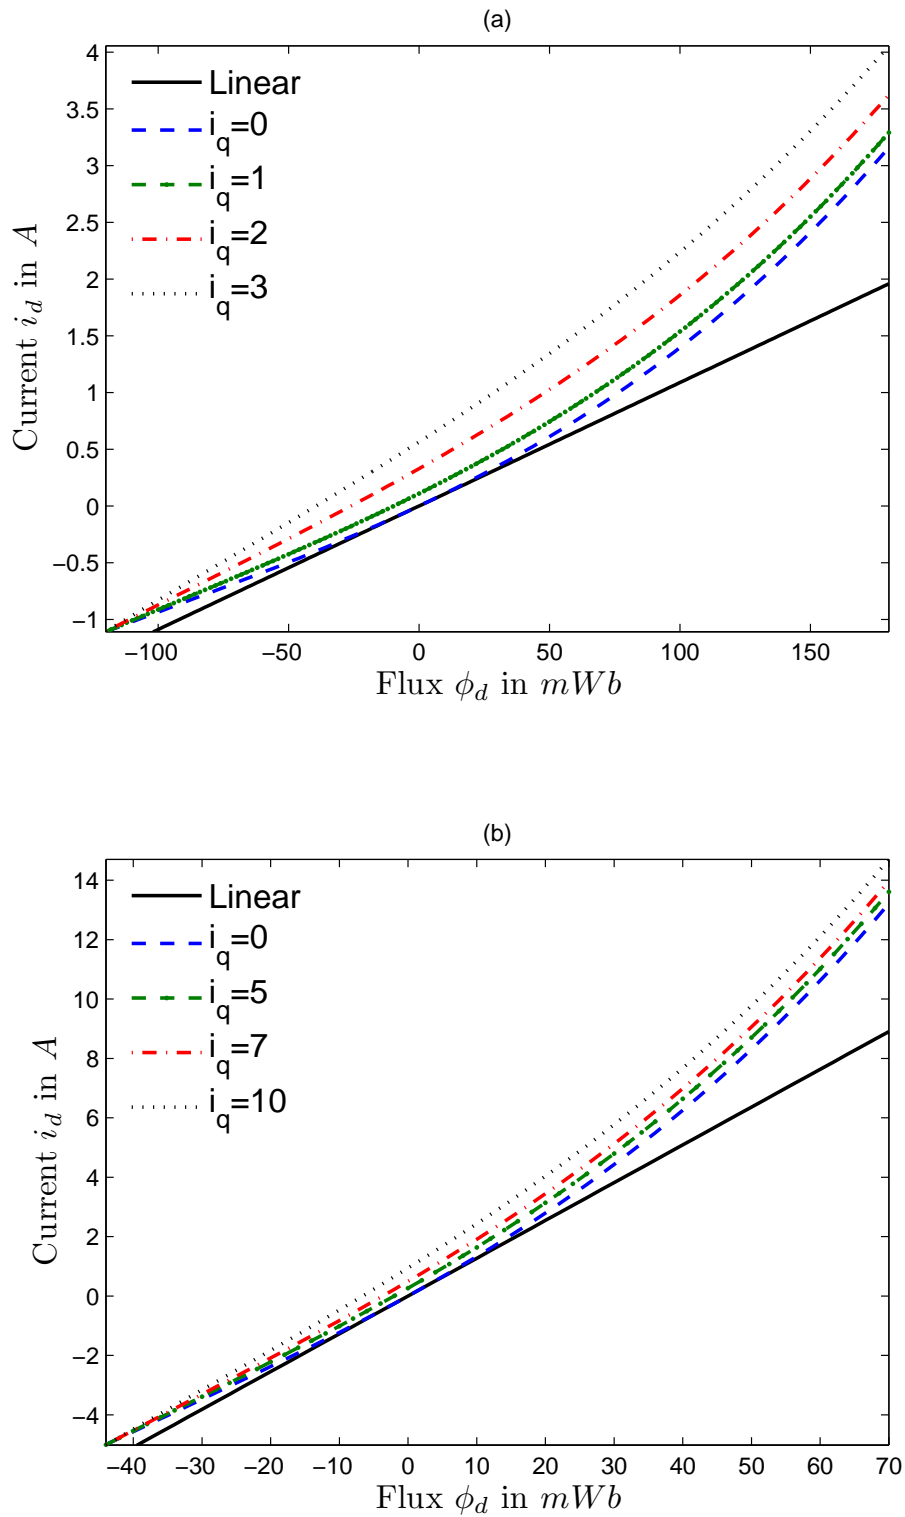 (a)
4
3.5
3
2.5
2
1.5
1
0.5
0
−0.5
−1
Linear
i_q=0
i_q=1
i_q=2
i_q=3
Current i_d in A
−100 −50 0 50 100 150
Flux ϕ_d in mWb
(b)
14
12
10
8
6
4
2
0
−2
−4
Linear
i_q=0
i_q=5
i_q=7
i_q=10
Current i_d in A
−40 −30 −20 −10 0 10 20 30 40 50 60 70
Flux ϕ_d in mWb